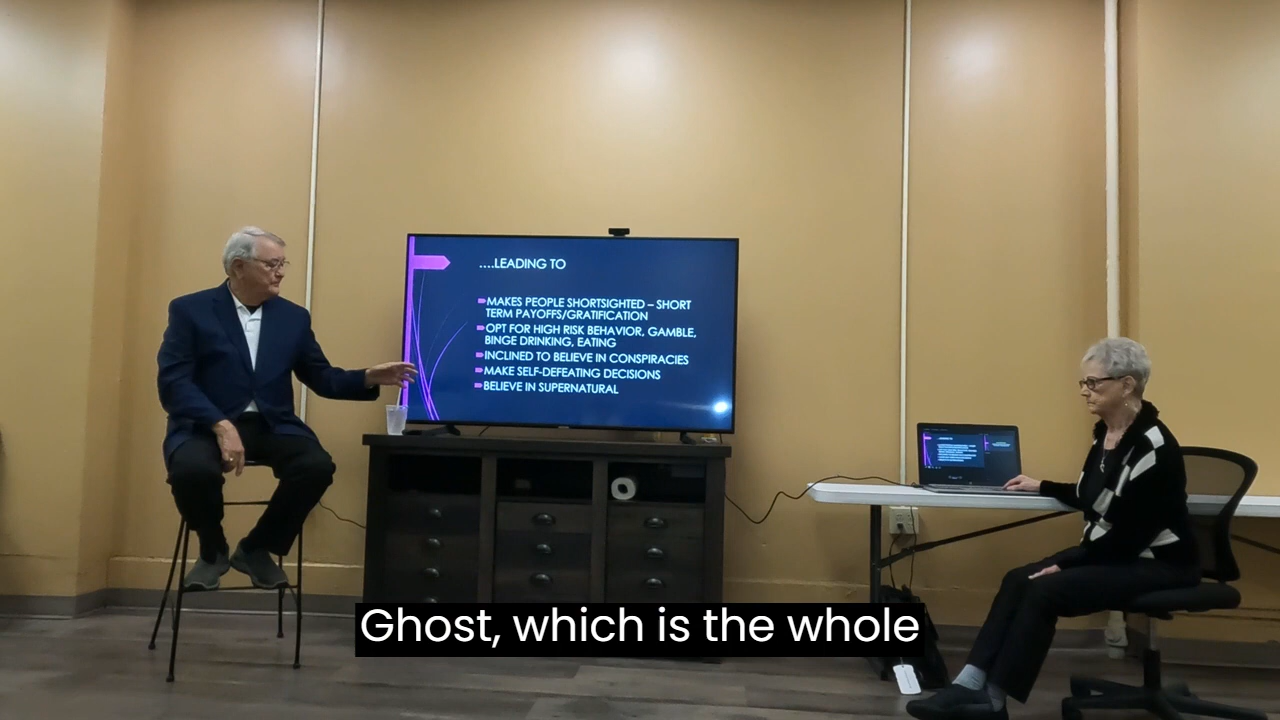 ....LEADING TO
MAKES PEOPLE SHORTSIGHTED – SHORT
TERM PAYOFFS/GRATIFICATION
OPT FOR HIGH RISK BEHAVIOR, GAMBLE,
BINGE DRINKING, EATING
INCLINED TO BELIEVE IN CONSPIRACIES
MAKE SELF-DEFEATING DECISIONS
BELIEVE IN SUPERNATURAL
Ghost, which is the whole